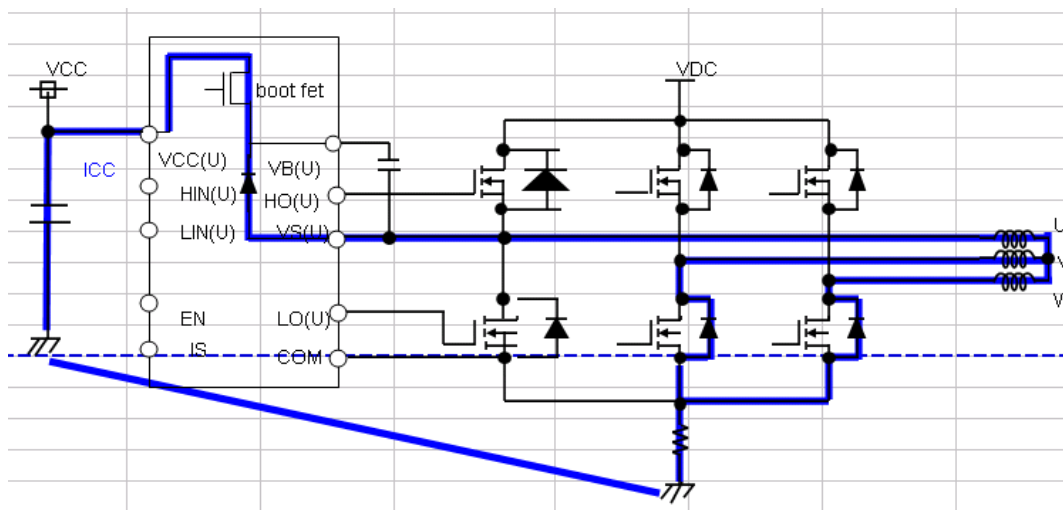 VCC
VDC
boot fet
ICC
VCC(U)
VB(U)
HIN(U)
HO(U)
LIN(U)
VS(U)
EN
LO(U)
IS
COM
U
V
W